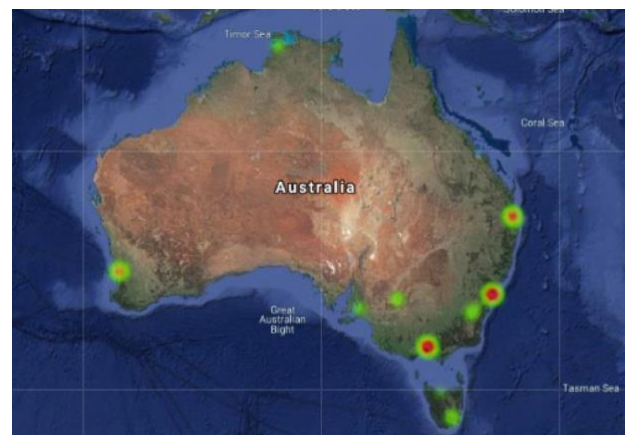 Solomon Sea
Timor Sea
Coral Sea
Australia
Great
Australian
Bight
Tasman Sea